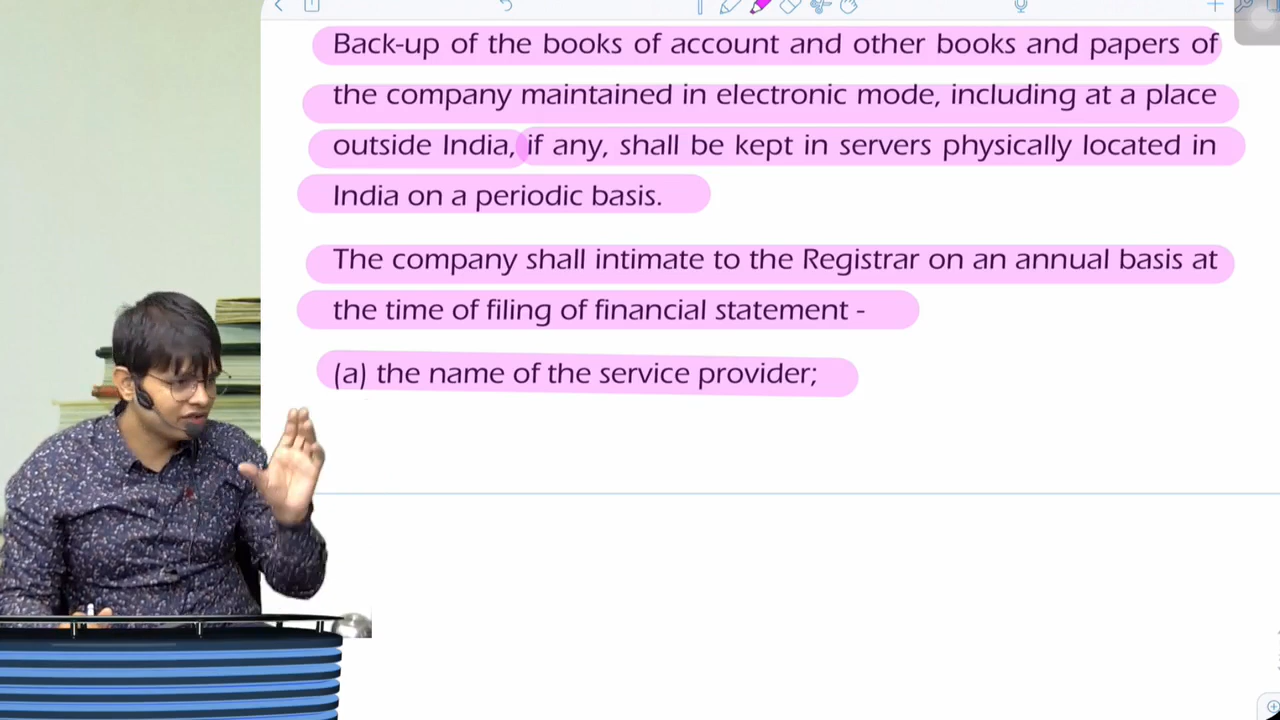 Back-up of the books of account and other books and papers of
the company maintained in electronic mode, including at a place
outside India, if any, shall be kept in servers physically located in
India on a periodic basis.
The company shall intimate to the Registrar on an annual basis at
the time of filing of financial statement -
(a) the name of the service provider;